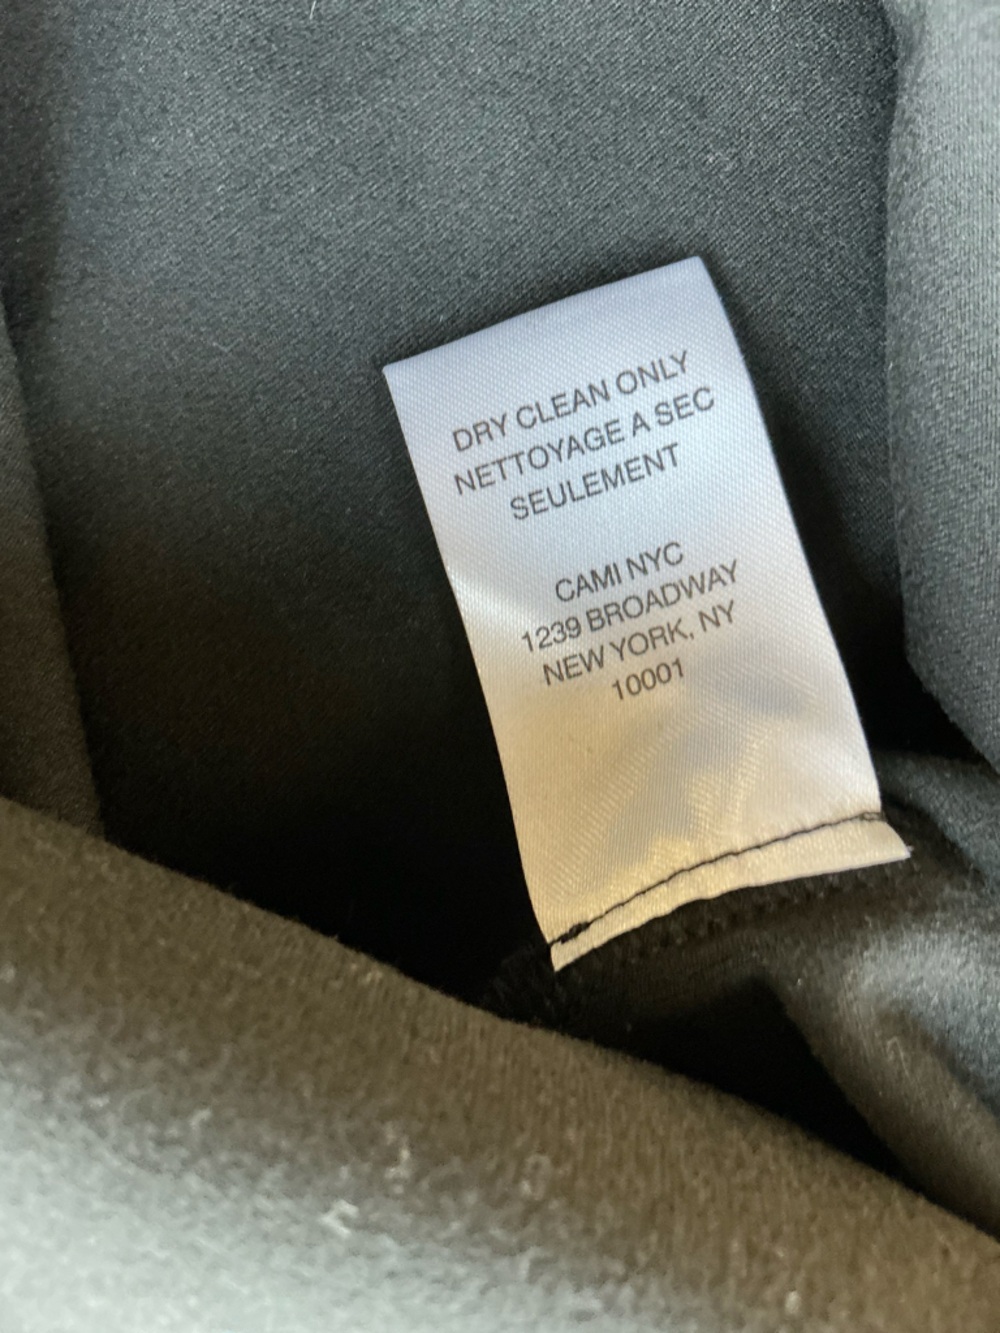 DRY CLEAN ONLY
NETTOYAGE A SEC
SEULEMENT
CAMI NYC
1239 BROADWAY
NEW YORK, NY
10001